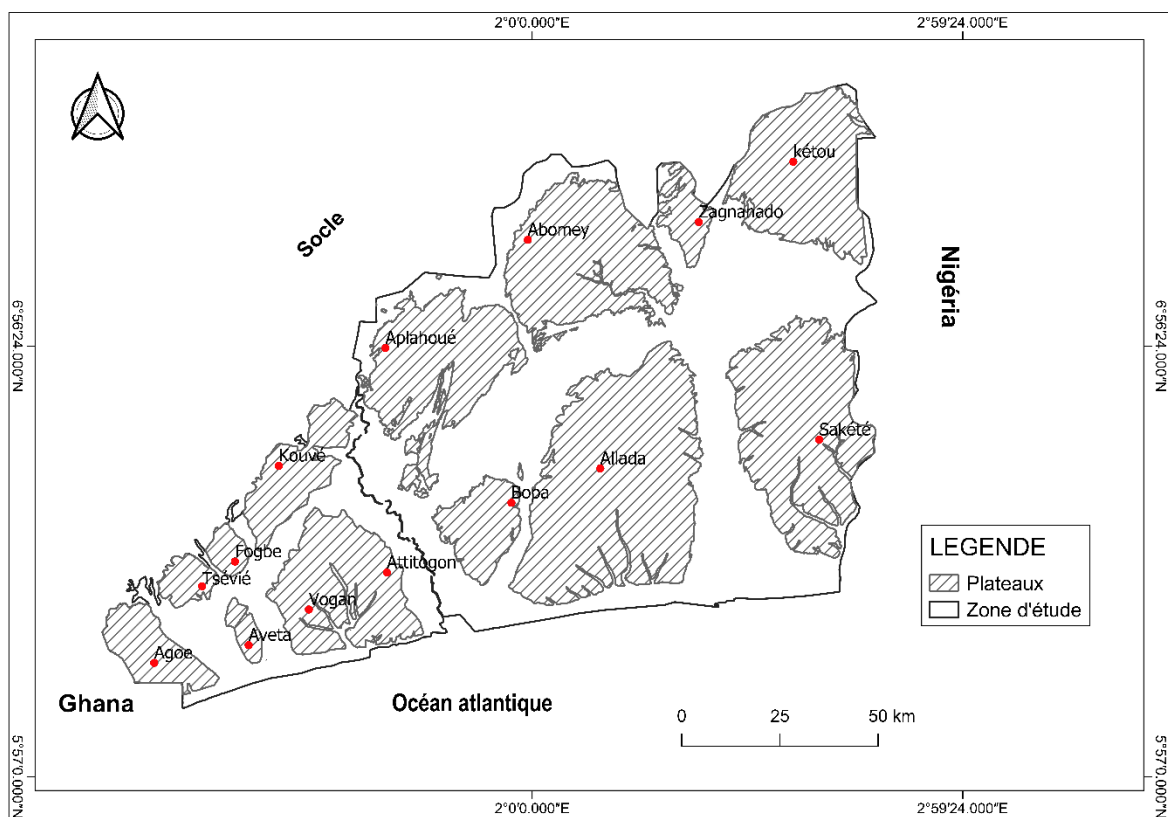 2°0′0.000″E
2°59′24.000″E
kétou
Zagnanado
Abomey
Socle
Nigéria
6°56′24.000″N
6°56′24.000″N
Aplahoué
Sakété
Kouvé
Allada
Bopa
LEGENDE
Plateaux
Zone d'étude
Fogbe
Attitogon
Tsévié
Vogan
Aveta
Agoe
Ghana
Océan atlantique
0 25 50 km
5°57′0.000″N
5°57′0.000″N
2°0′0.000″E
2°59′24.000″E